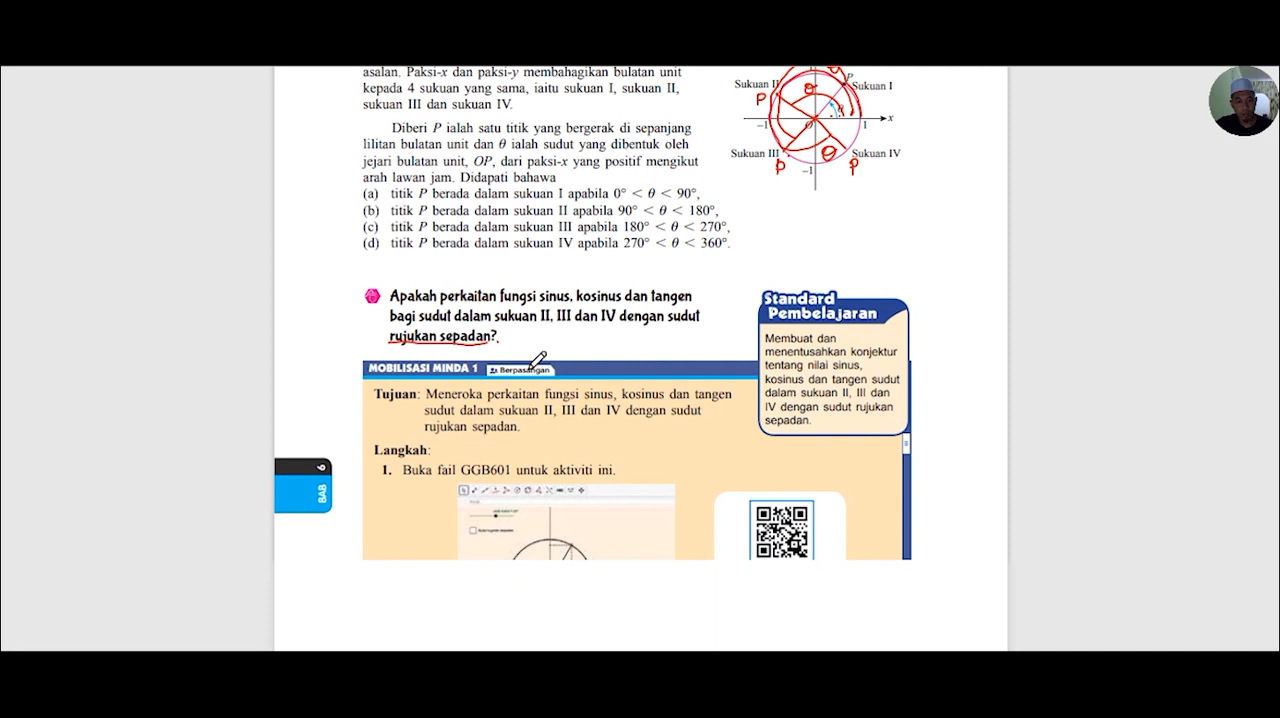 asalan. Paksi-x dan paksi-y membahagikan bulatan unit
kepada 4 sukuan yang sama, iaitu sukuan I, sukuan II,
sukuan III dan sukuan IV.
Diberi P ialah satu titik yang bergerak di sepanjang
lilitan bulatan unit dan θ ialah sudut yang dibentuk oleh
jejari bulatan unit, OP, dari paksi-x yang positif mengikut
arah lawan jam. Didapati bahawa
(a) titik P berada dalam sukuan I apabila 0° < θ < 90°,
(b) titik P berada dalam sukuan II apabila 90° < θ < 180°,
(c) titik P berada dalam sukuan III apabila 180° < θ < 270°,
(d) titik P berada dalam sukuan IV apabila 270° < θ < 360°.
Sukuan II
P
Sukuan I
θ
θ
P
θ
–1
O
1
x
Sukuan III
θ
Sukuan IV
P
P
–1
Apakah perkaitan fungsi sinus, kosinus dan tangen
bagi sudut dalam sukuan II, III dan IV dengan sudut
rujukan sepadan?
Standard
Pembelajaran
Membuat dan
menentusahkan konjektur
tentang nilai sinus,
kosinus dan tangen sudut
dalam sukuan II, III dan
IV dengan sudut rujukan
sepadan.
MOBILISASI MINDA 1 Berpasangan
Tujuan: Meneroka perkaitan fungsi sinus, kosinus dan tangen
sudut dalam sukuan II, III dan IV dengan sudut
rujukan sepadan.
Langkah:
1. Buka fail GGB601 untuk aktiviti ini.
BAB
6